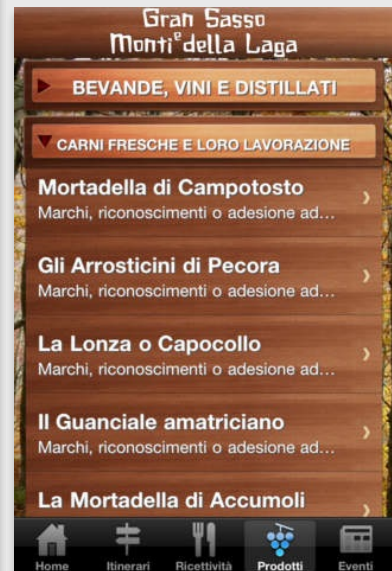 Gran Sasso
e
Monti della Laga
BEVANDE, VINI E DISTILLATI
CARNI FRESCHE E LORO LAVORAZIONE
Mortadella di Campotosto
Marchi, riconoscimenti o adesione ad...
Gli Arrosticini di Pecora
Marchi, riconoscimenti o adesione ad...
La Lonza o Capocollo
Marchi, riconoscimenti o adesione ad...
Il Guanciale amatriciano
Marchi, riconoscimenti o adesione ad...
La Mortadella di Accumoli
Home Itinerari Ricettività Prodotti Eventi